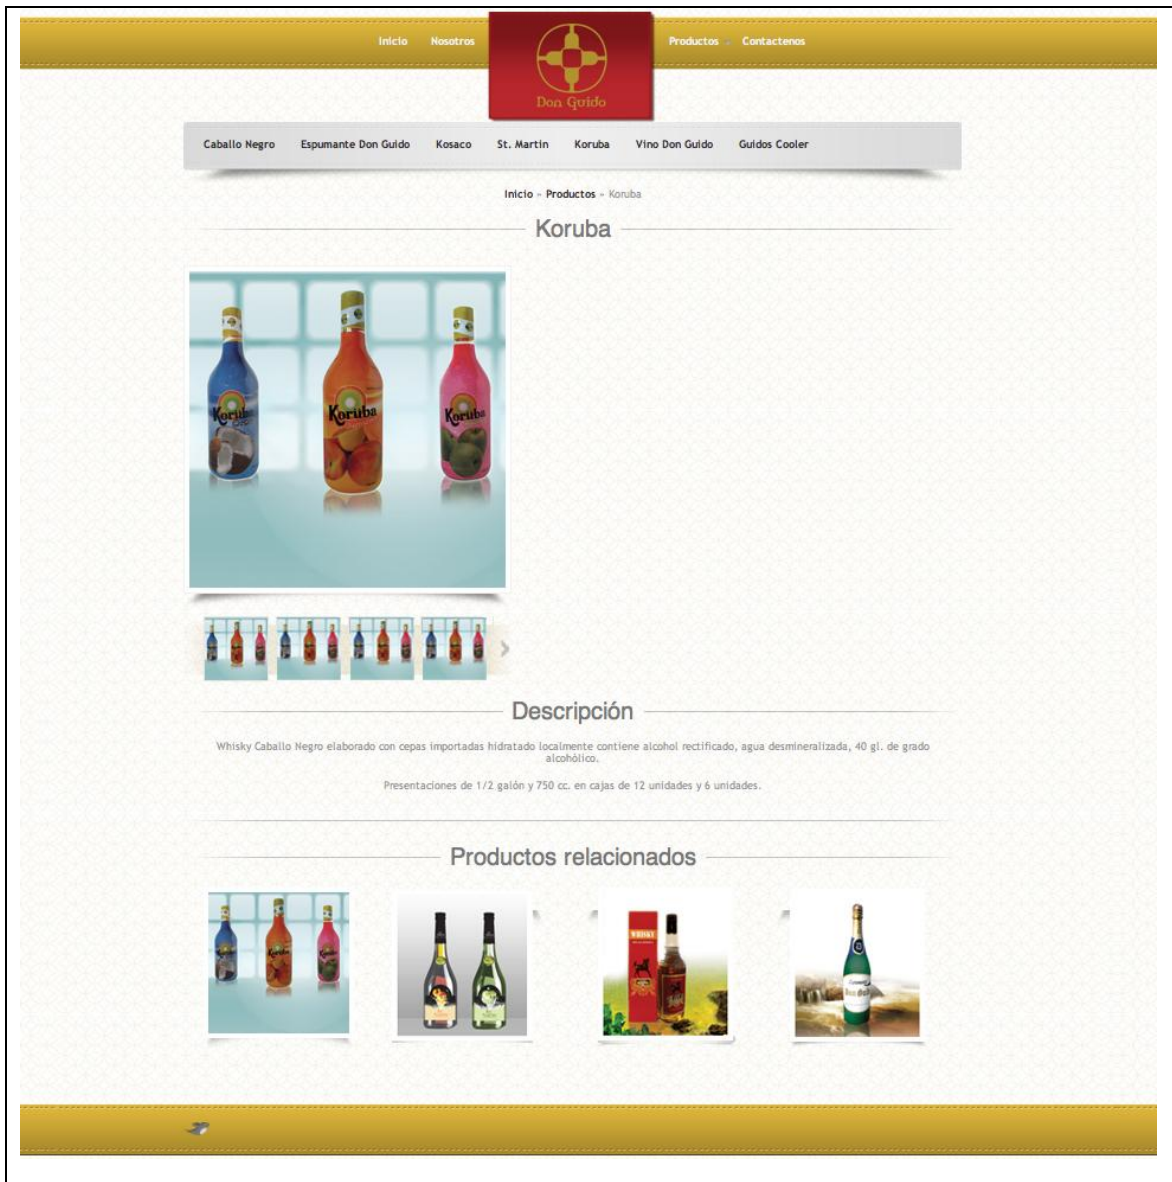 Inicio Nosotros Productos Contactenos
Don Guido
Caballo Negro Espumante Don Guido Kosaco St. Martin Koruba Vino Don Guido Guidos Cooler
Inicio » Productos » Koruba
Koruba
Koruba Koruba Koruba
Descripción
Whisky Caballo Negro elaborado con cepas importadas hidratado localmente contiene alcohol rectificado, agua desmineralizada, 40 gl. de grado
alcohólico.
Presentaciones de 1/2 galón y 750 cc. en cajas de 12 unidades y 6 unidades.
Productos relacionados
Koruba Koruba Koruba
WHISKY